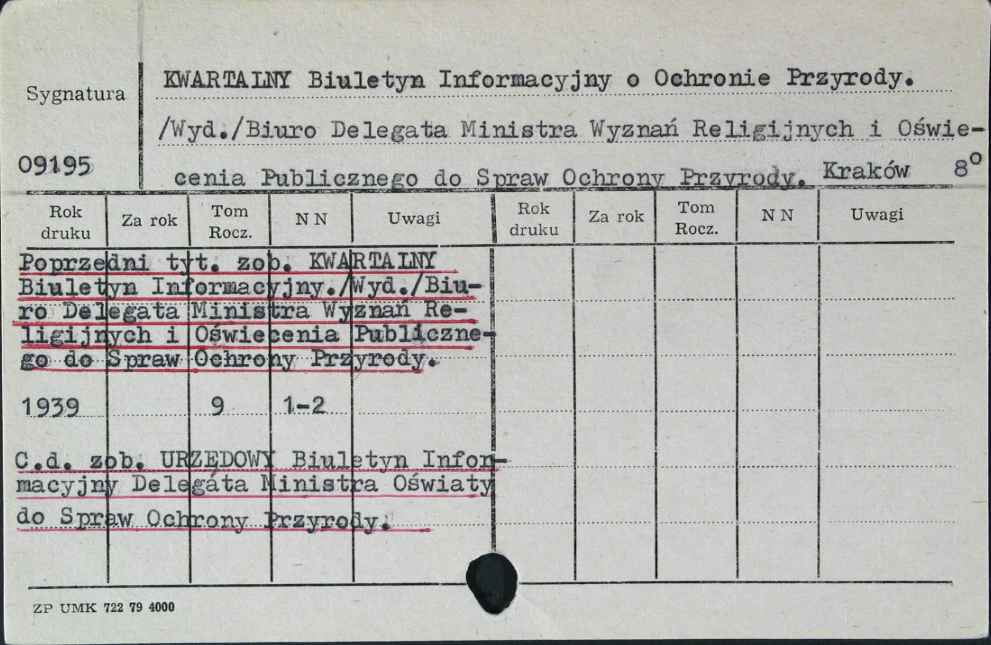 Sygnatura
KWARTALNY Biuletyn Informacyjny o Ochronie Przyrody.
/Wyd./Biuro Delegata Ministra Wyznań Religijnych i Oświe-
09195
cenia Publicznego do Spraw Ochrony Przyrody. Kraków 8°
Rok druku Za rok Tom Rocz. N N Uwagi Rok druku Za rok Tom Rocz. N N Uwagi
Poprzedni tyt. zob. KWARTALNY
Biuletyn Informacyjny./Wyd./Biu-
ro Delegata Ministra Wyznań Re-
ligijnych i Oświecenia Publiczne-
go do Spraw Ochrony Przyrody.
1939 9 1-2
C.d. zob. URZĘDOWY Biuletyn Infor-
macyjny Delegáta Ministra Oświaty
do Spraw Ochrony Przyrody.
ZP UMK 722 79 4000